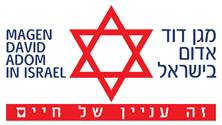 MAGEN
DAVID
ADOM
IN ISRAEL
מגן דוד
אדום
בישראל
זה עניין של חיים